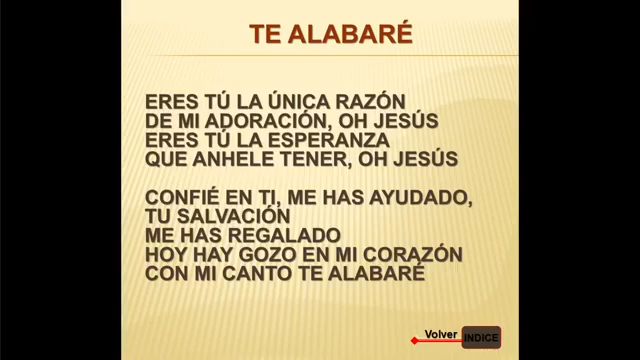 TE ALABARÉ
ERES TÚ LA ÚNICA RAZÓN
DE MI ADORACIÓN, OH JESÚS
ERES TÚ LA ESPERANZA
QUE ANHELE TENER, OH JESÚS
CONFIÉ EN TI, ME HAS AYUDADO,
TU SALVACIÓN
ME HAS REGALADO
HOY HAY GOZO EN MI CORAZÓN
CON MI CANTO TE ALABARÉ
Volver INDICE